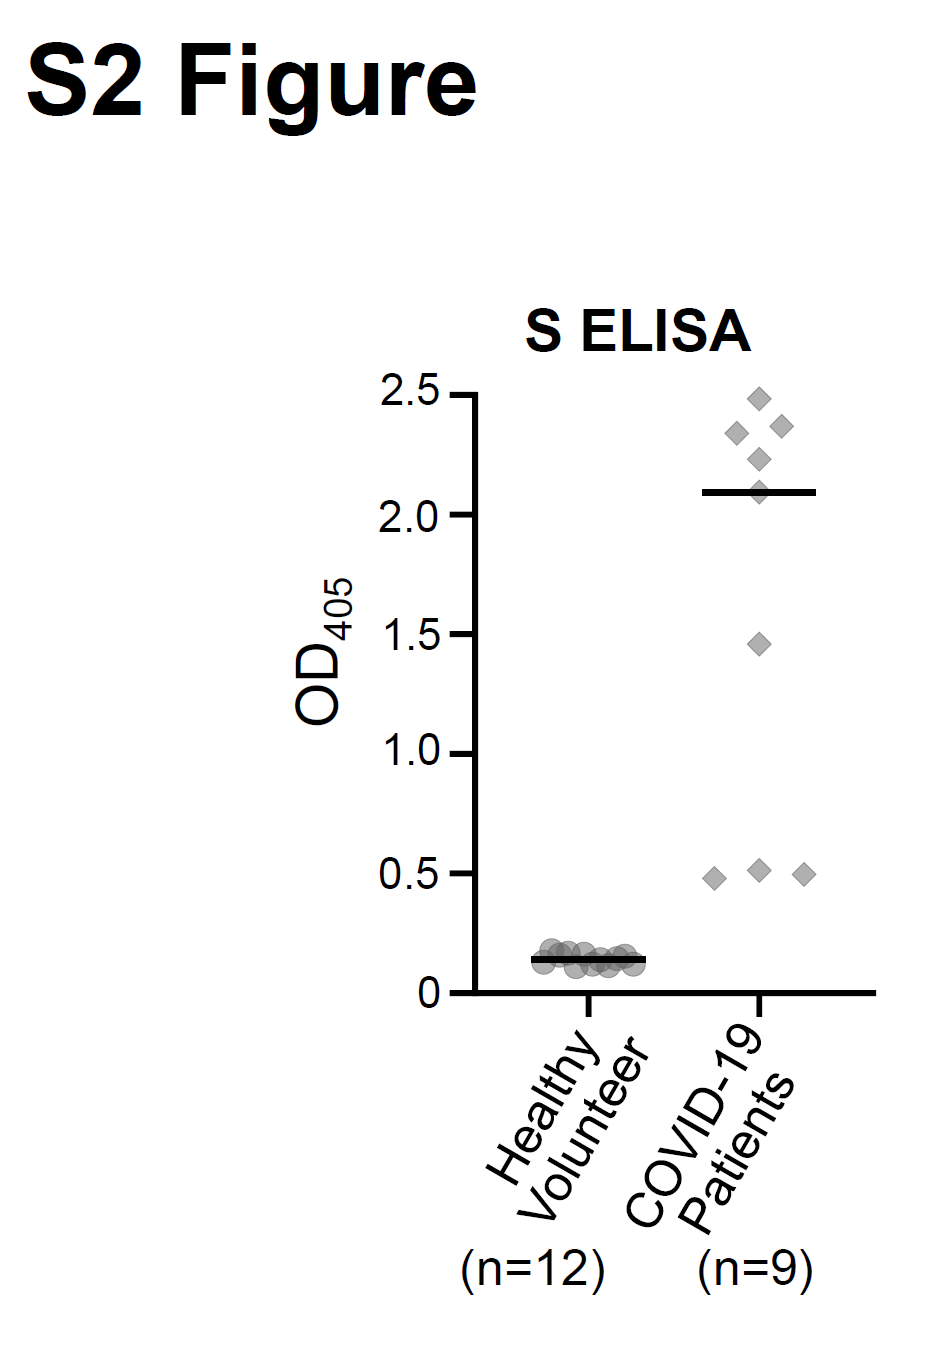 S2 Figure
S ELISA
2.5
2.0
1.5
1.0
0.5
0
OD405
Healthy
Volunteer
COVID-19
Patients
(n=12)
(n=9)